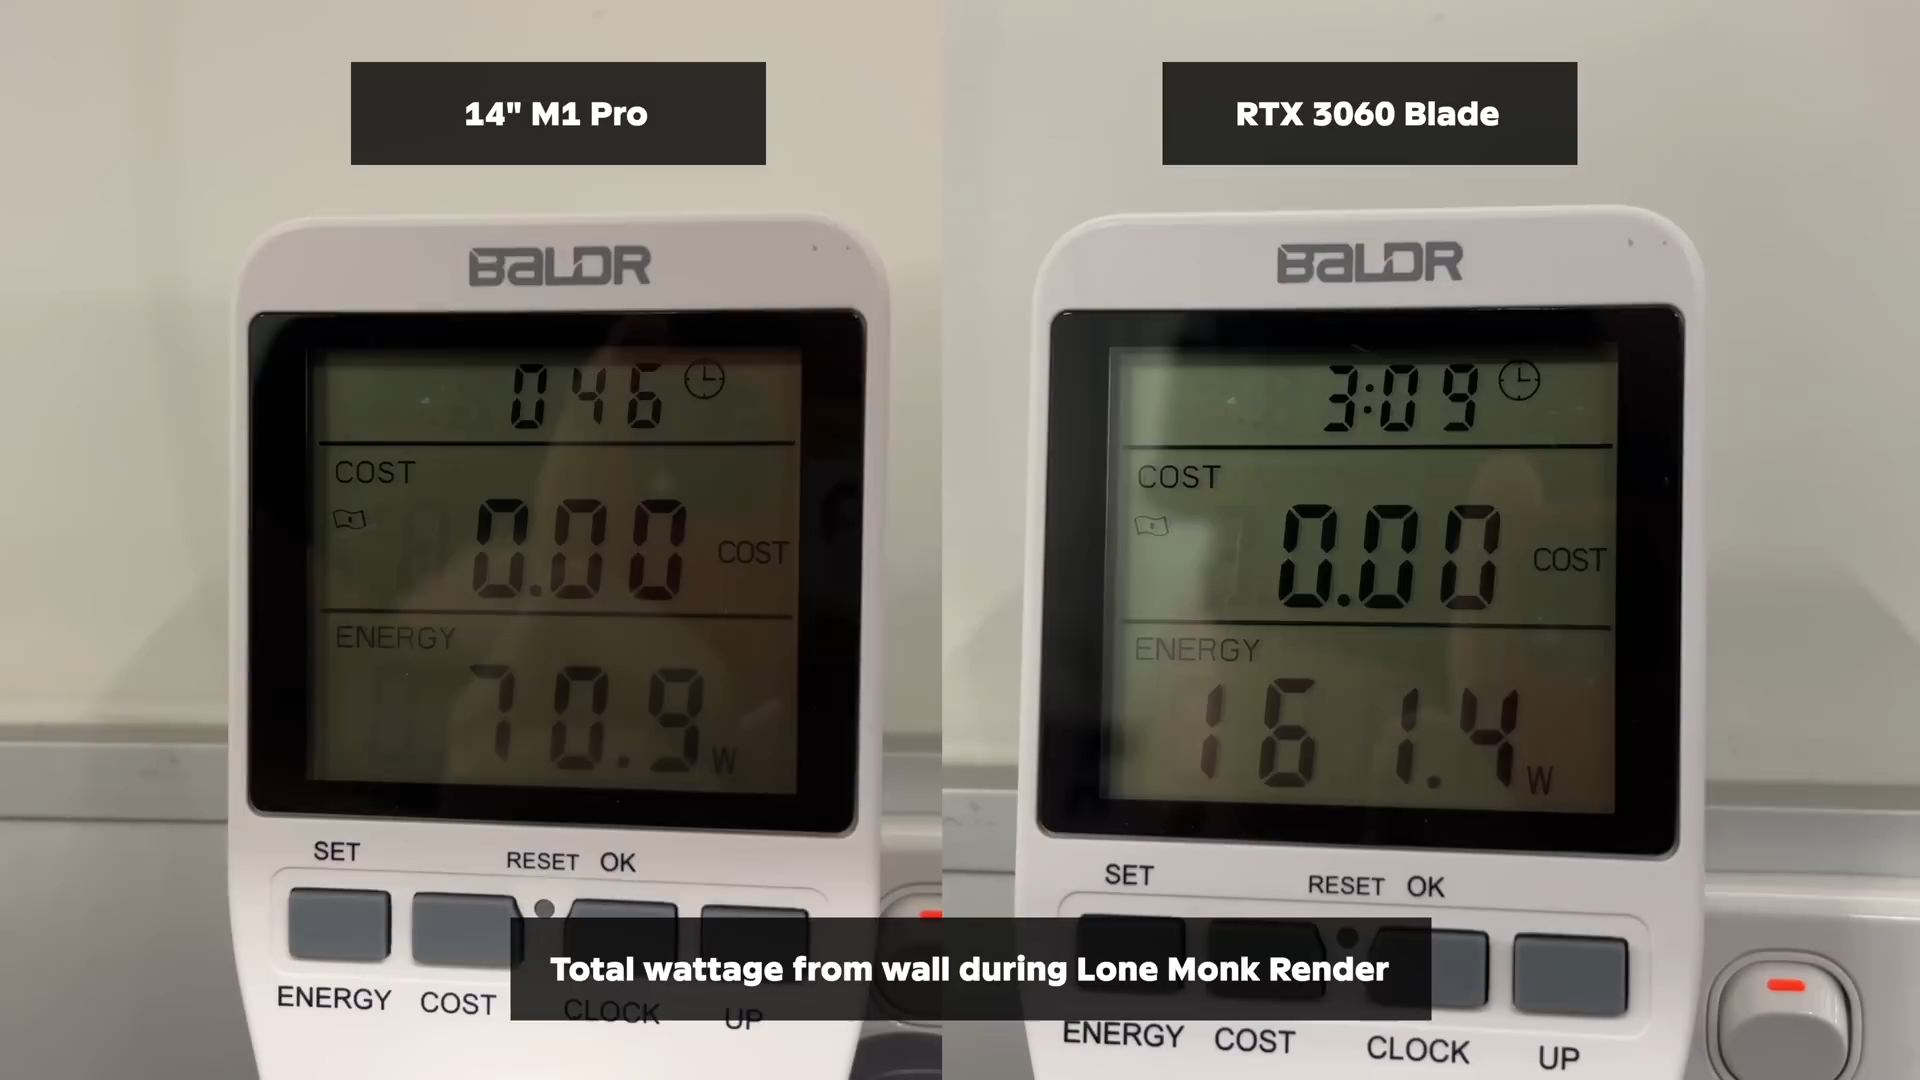 14" M1 Pro
RTX 3060 Blade
BALDR
046
COST
0.00
COST
ENERGY
70.9 W
SET
RESET OK
ENERGY
COST
CLOCK
UP
BALDR
3:09
COST
0.00
COST
ENERGY
161.4 W
SET
RESET OK
ENERGY
COST
CLOCK
UP
Total wattage from wall during Lone Monk Render